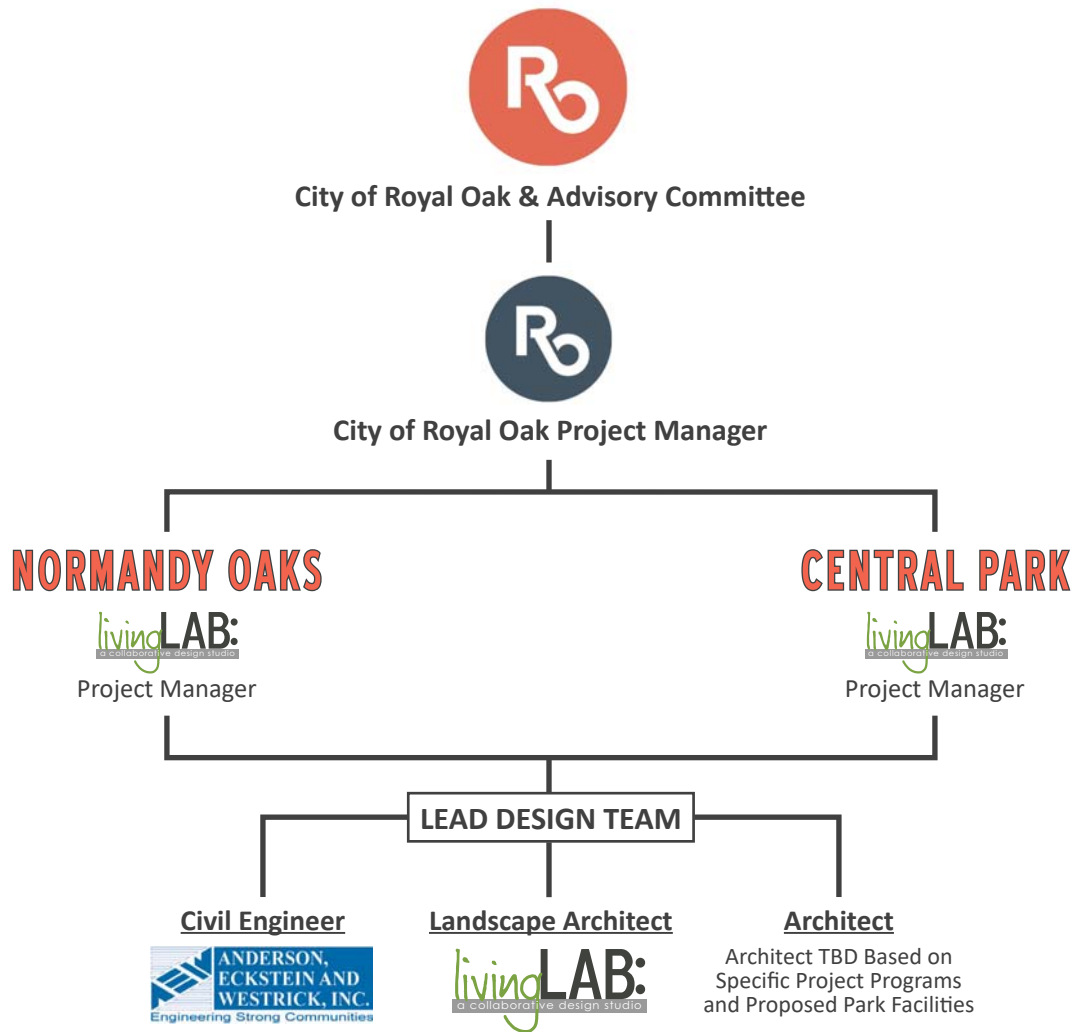 Ro
City of Royal Oak & Advisory Committee
Ro
City of Royal Oak Project Manager
NORMANDY OAKS
livingLAB:
a collaborative design studio
Project Manager
CENTRAL PARK
livingLAB:
a collaborative design studio
Project Manager
LEAD DESIGN TEAM
Civil Engineer
AEW
ANDERSON,
ECKSTEIN AND
WESTRICK, INC.
Engineering Strong Communities
Landscape Architect
livingLAB:
a collaborative design studio
Architect
Architect TBD Based on
Specific Project Programs
and Proposed Park Facilities